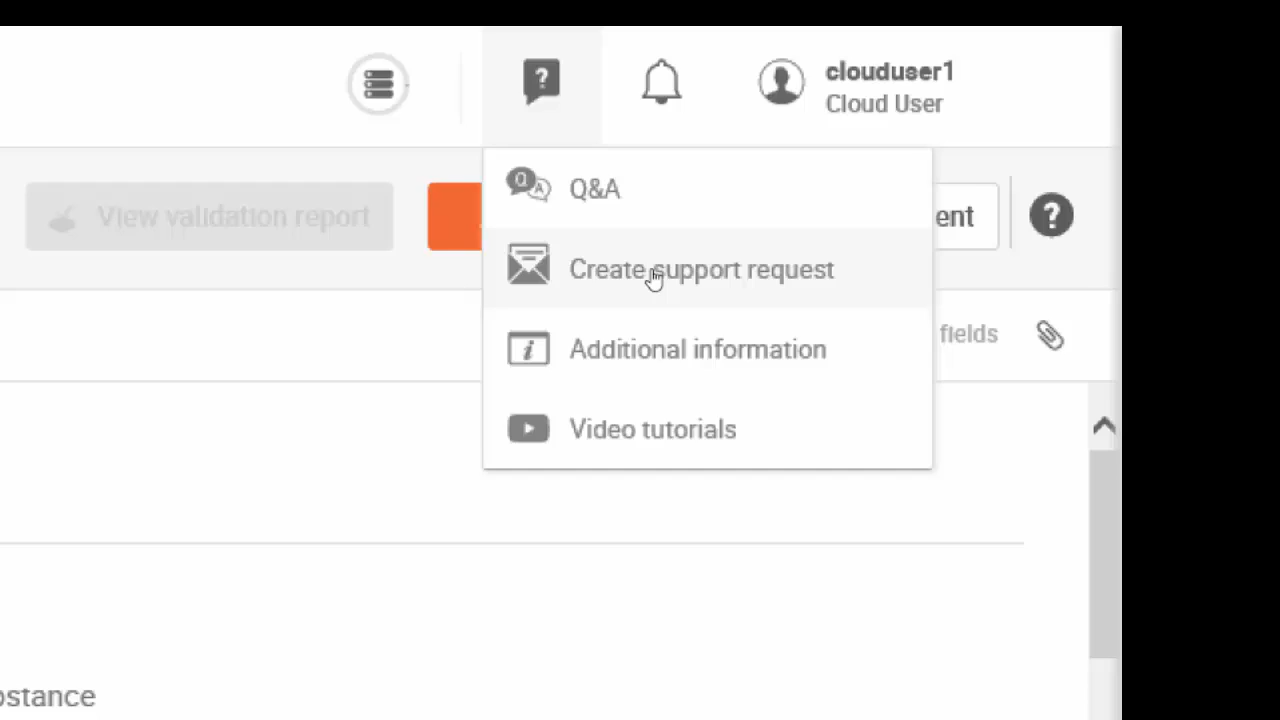 clouduser1
Cloud User
Q&A
View validation report
ent
Create support request
fields
Additional information
Video tutorials
ostance